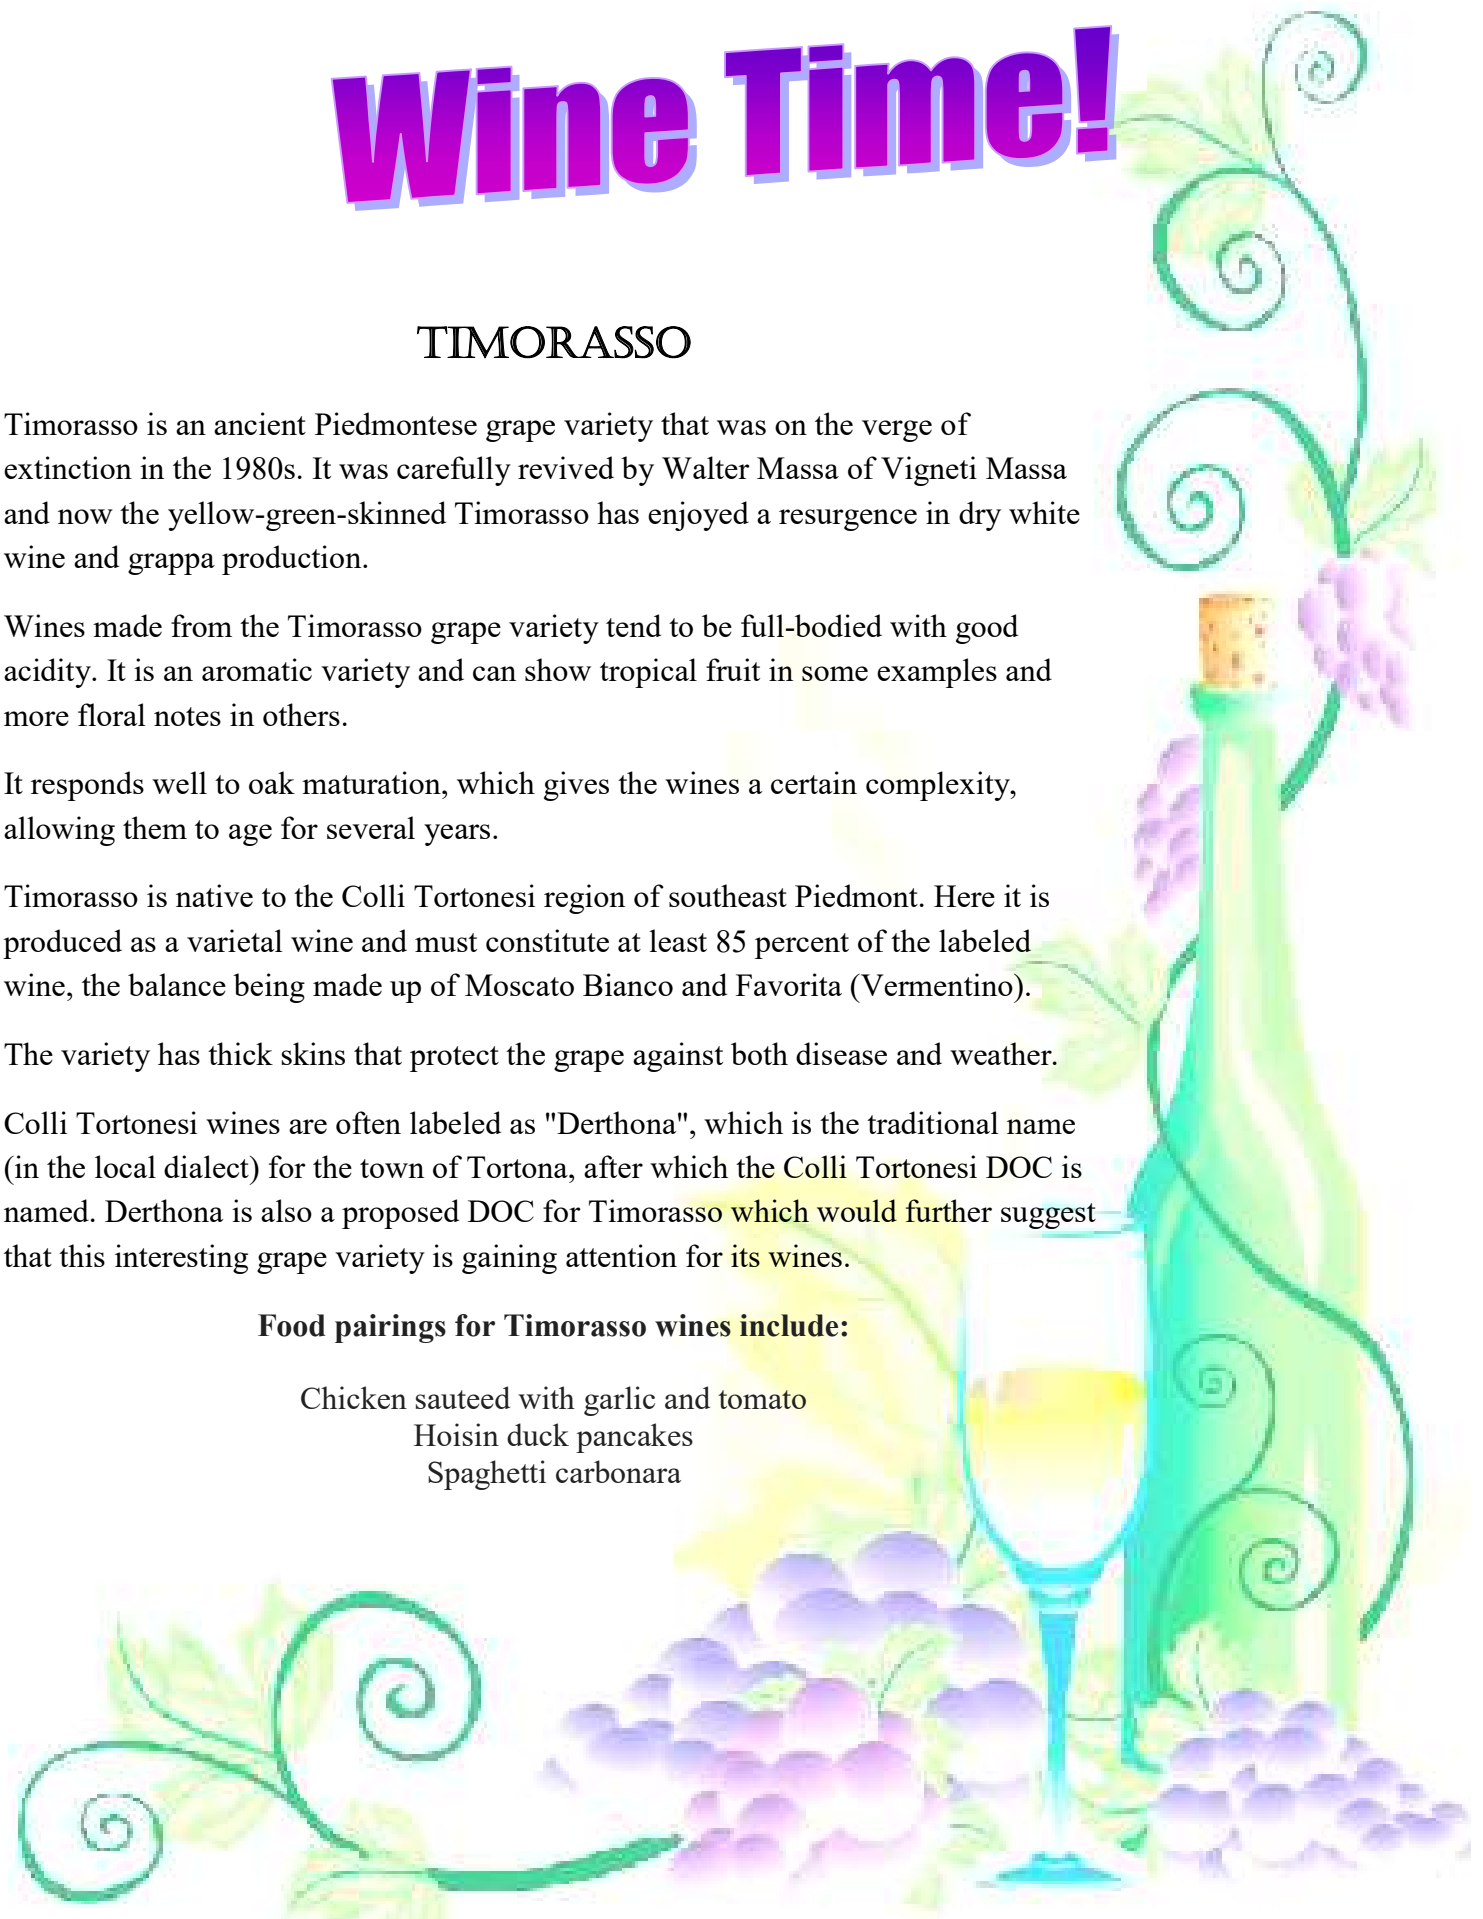 Wine Time!
TIMORASSO
Timorasso is an ancient Piedmontese grape variety that was on the verge of
extinction in the 1980s. It was carefully revived by Walter Massa of Vigneti Massa
and now the yellow-green-skinned Timorasso has enjoyed a resurgence in dry white
wine and grappa production.
Wines made from the Timorasso grape variety tend to be full-bodied with good
acidity. It is an aromatic variety and can show tropical fruit in some examples and
more floral notes in others.
It responds well to oak maturation, which gives the wines a certain complexity,
allowing them to age for several years.
Timorasso is native to the Colli Tortonesi region of southeast Piedmont. Here it is
produced as a varietal wine and must constitute at least 85 percent of the labeled
wine, the balance being made up of Moscato Bianco and Favorita (Vermentino).
The variety has thick skins that protect the grape against both disease and weather.
Colli Tortonesi wines are often labeled as "Derthona", which is the traditional name
(in the local dialect) for the town of Tortona, after which the Colli Tortonesi DOC is
named. Derthona is also a proposed DOC for Timorasso which would further suggest
that this interesting grape variety is gaining attention for its wines.
Food pairings for Timorasso wines include:
Chicken sauteed with garlic and tomato
Hoisin duck pancakes
Spaghetti carbonara